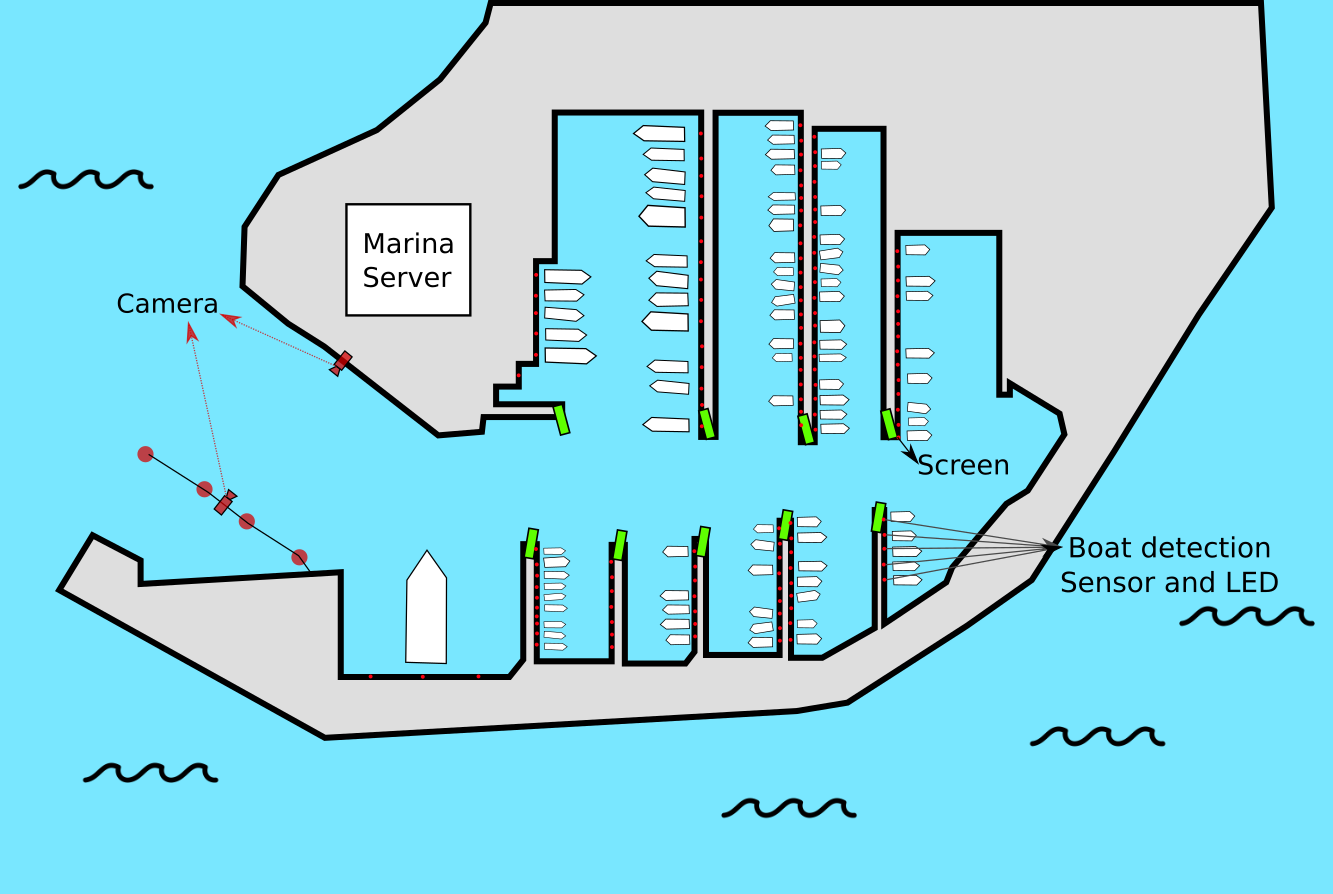 Marina
Server
Camera
Screen
Boat detection
Sensor and LED